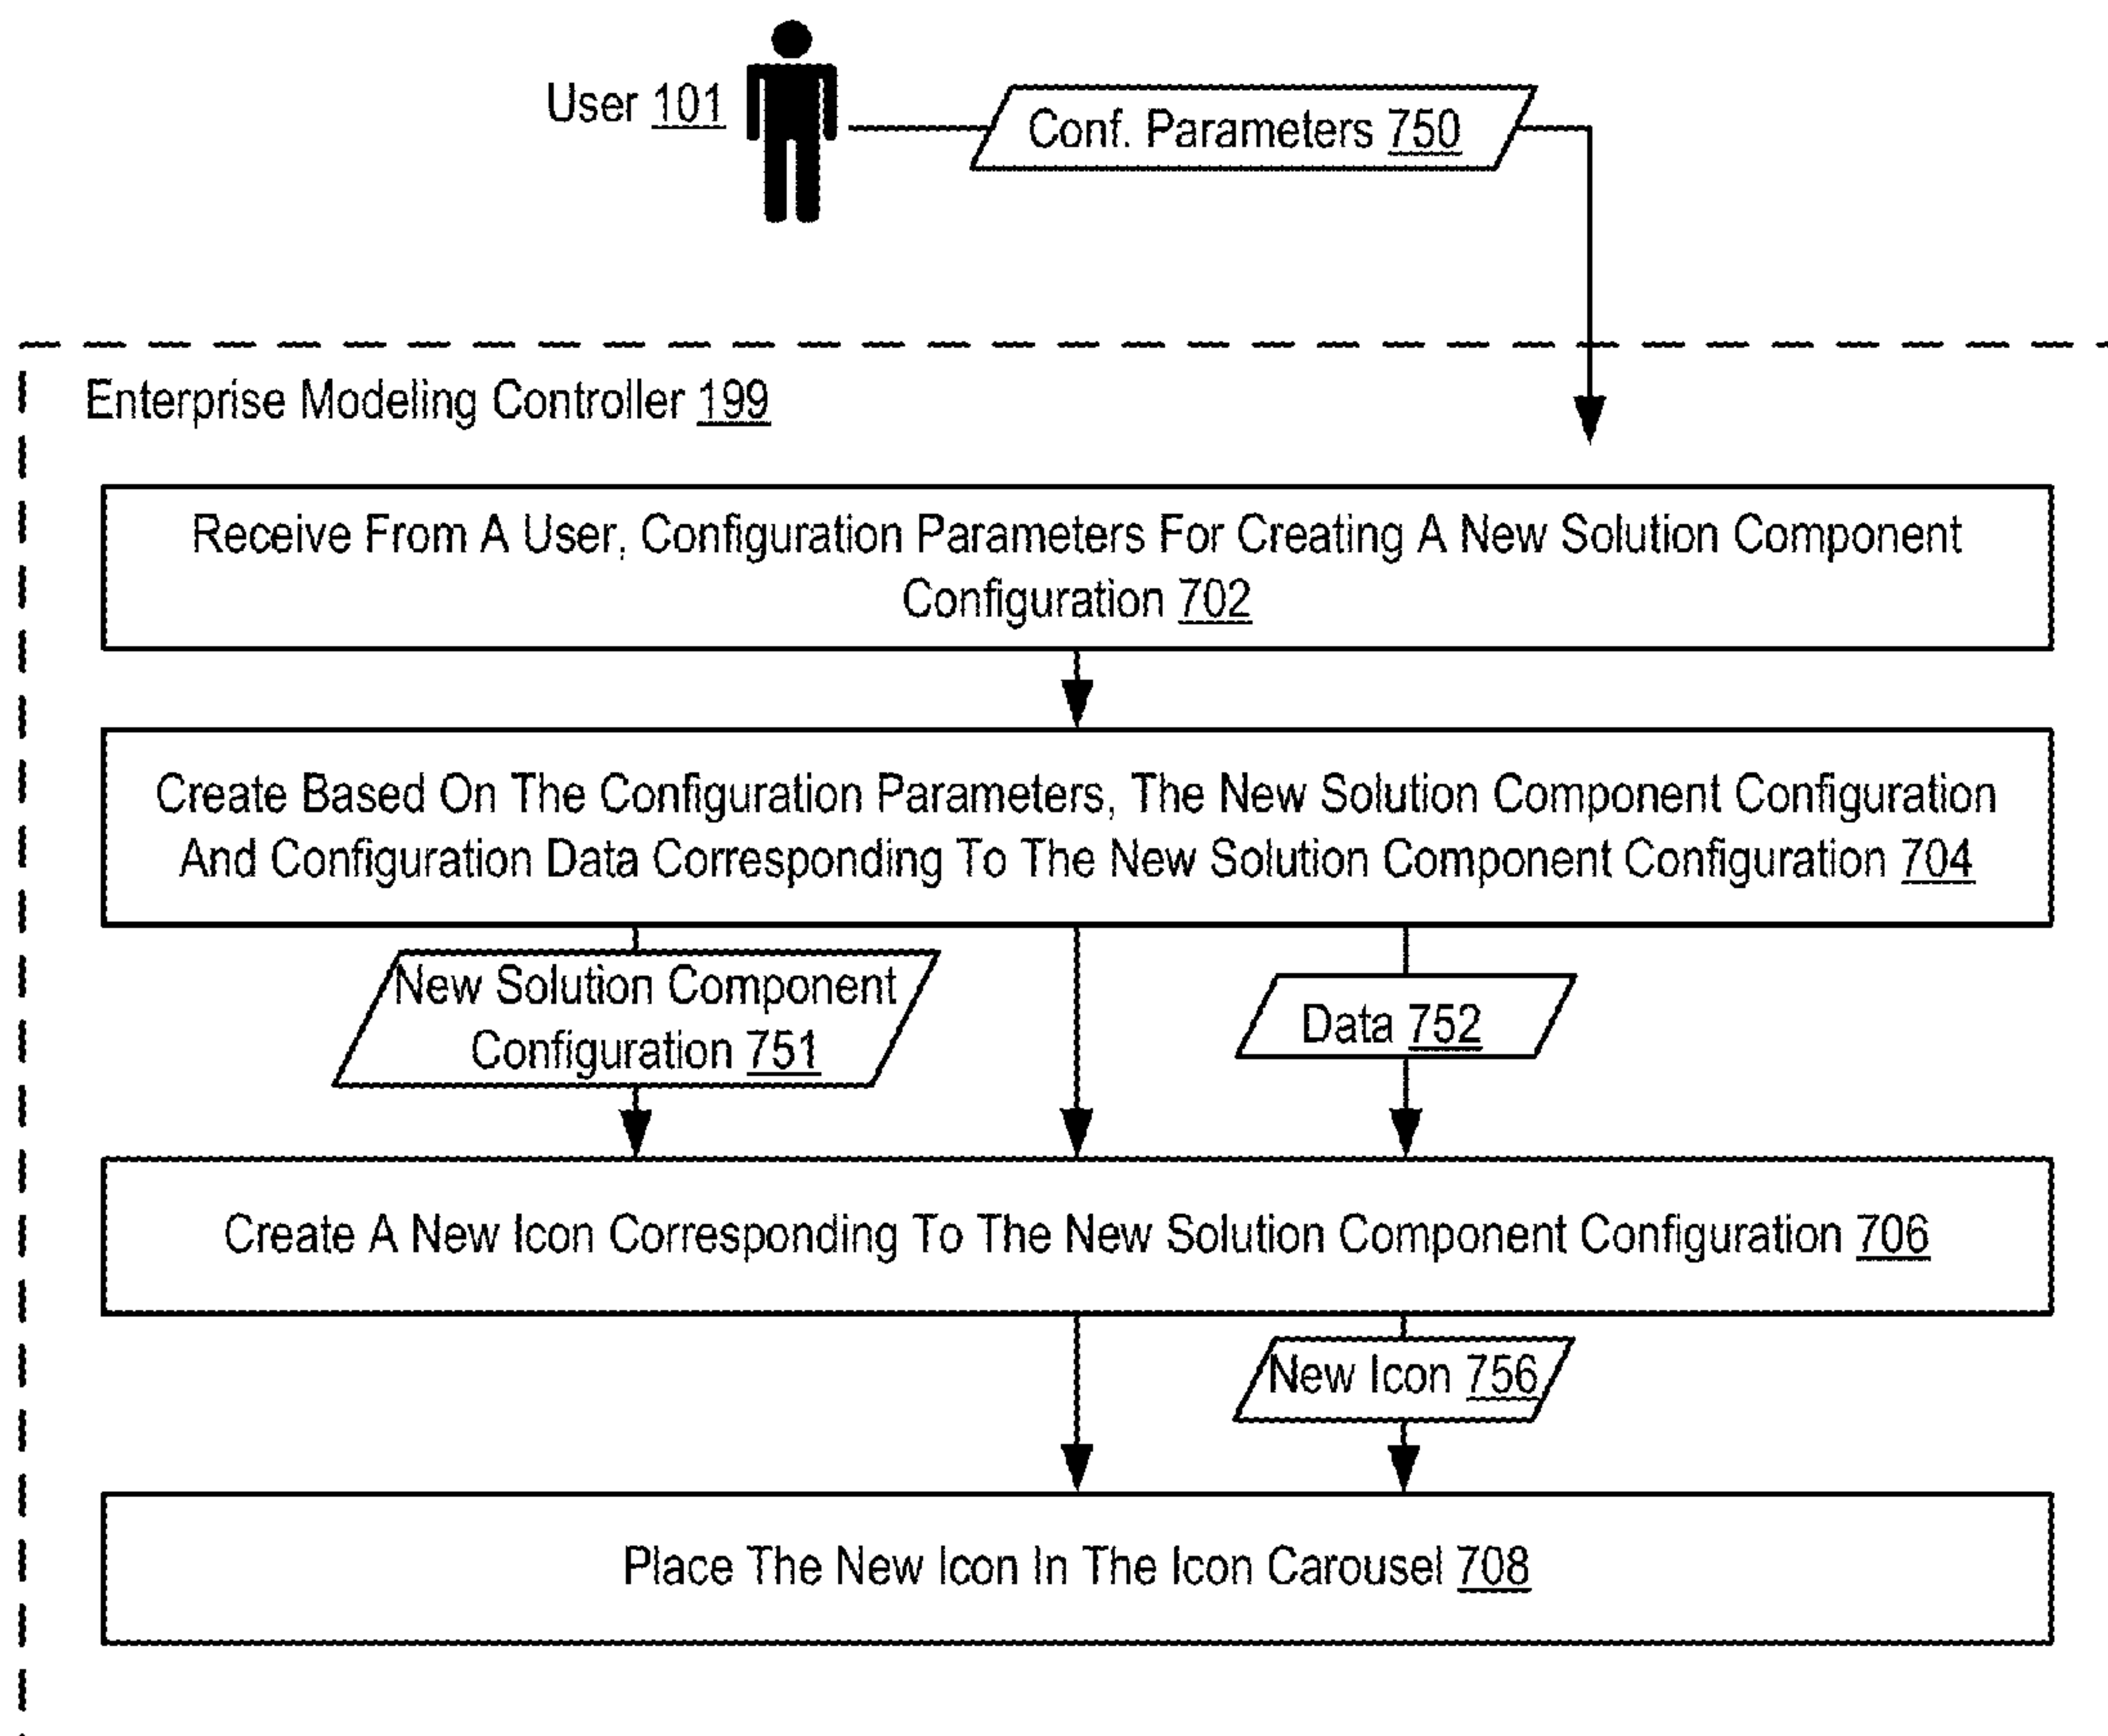 User 101
Conf. Parameters 750
Enterprise Modeling Controller 199
Receive From A User, Configuration Parameters For Creating A New Solution Component
Configuration 702
Create Based On The Configuration Parameters, The New Solution Component Configuration
And Configuration Data Corresponding To The New Solution Component Configuration 704
New Solution Component
Configuration 751
Data 752
Create A New Icon Corresponding To The New Solution Component Configuration 706
New Icon 756
Place The New Icon In The Icon Carousel 708